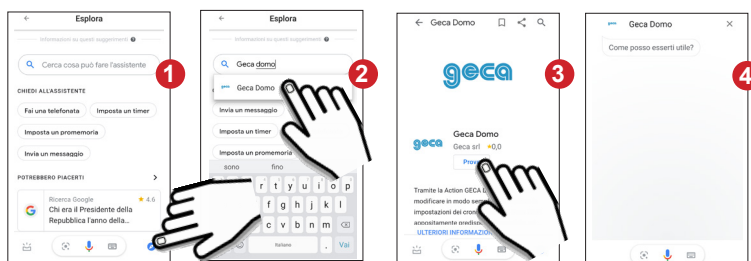 Esplora
Informazioni su questi suggerimenti
Cerca cosa può fare l'assistente
1
CHIEDI ALL'ASSISTENTE
Fai una telefonata
Imposta un timer
Imposta un promemoria
Invia un messaggio
POTREBBERO PIACERTI
Ricerca Google
4.6
Chi era il Presidente della
Repubblica l'anno della...
Esplora
Informazioni su questi suggerimenti
Geca domo
2
geca
Geca Domo
Invia un messaggio
Imposta un timer
Imposta un promemoria
sono
fino
r t y u i o p
f g h j k l
c v b n m
Italiano
.
Vai
Geca Domo
geca
3
geca
Geca Domo
Geca srl
0,0
Prova
Tramite la Action GECA
modificare in modo
impostazioni dei
appositamente
ULTERIORI
geca
Geca Domo
Come posso esserti utile?
4